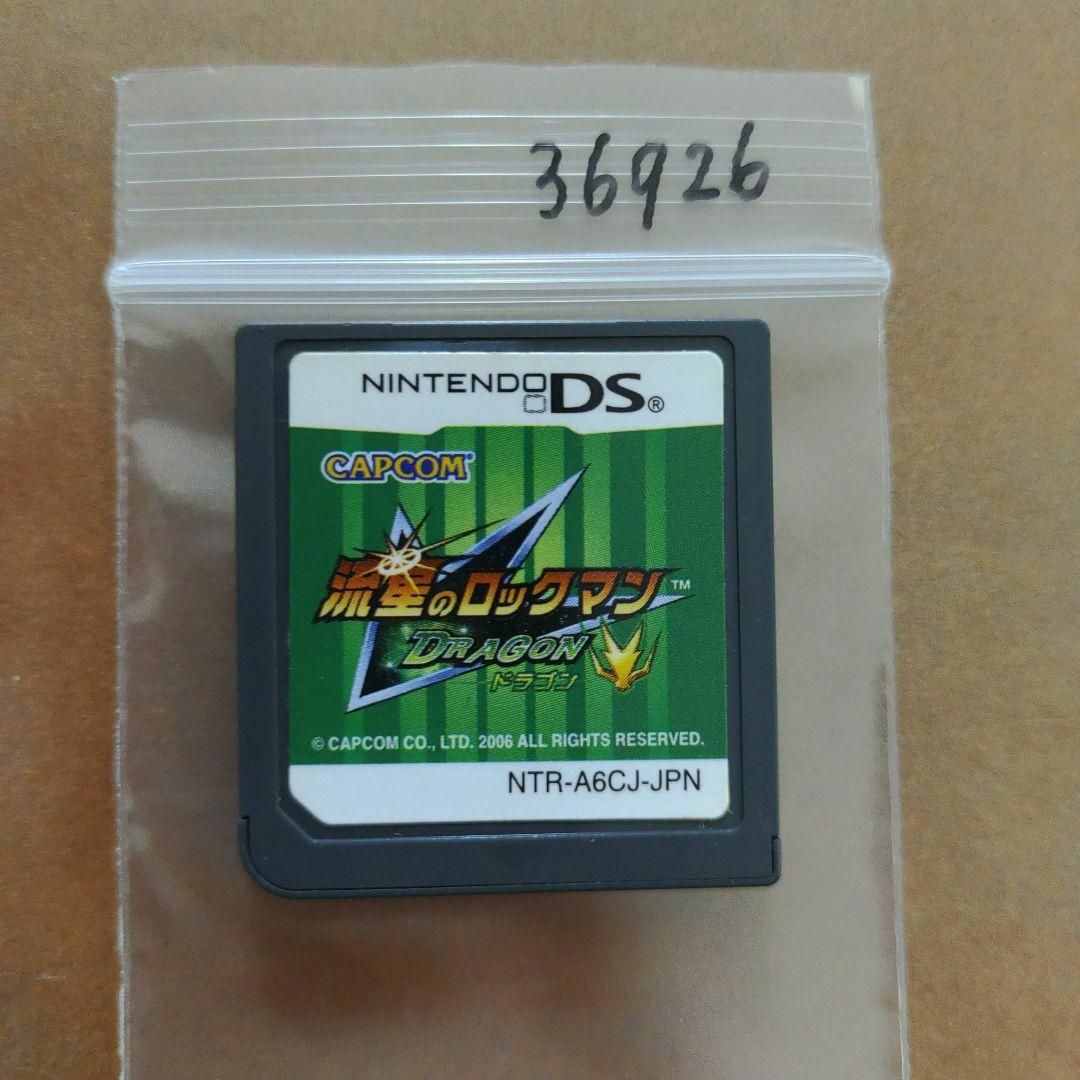 36926
NINTENDO DS®
CAPCOM®
流星のロックマン™
DRAGON
ドラゴン
© CAPCOM CO., LTD. 2006 ALL RIGHTS RESERVED.
NTR-A6CJ-JPN